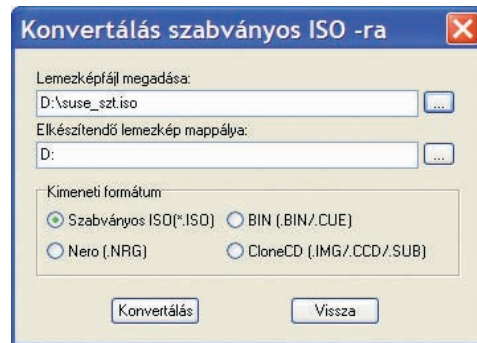 Konvertálás szabványos ISO -ra
Lemezképfájl megadása:
D:\suse_szt.iso
...
Elkészítendő lemezkép mappálya:
D:
...
Kimeneti formátum
Szabványos ISO(*.ISO) BIN (.BIN/.CUE)
Nero (.NRG) CloneCD (.IMG/.CCD/.SUB)
Konvertálás Vissza